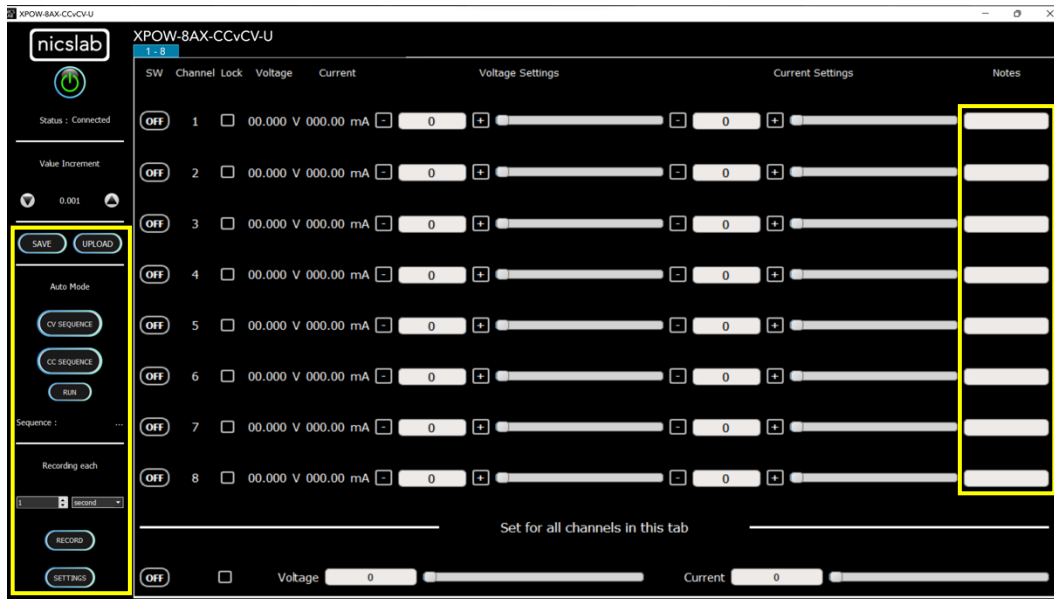 XPOW-8AX-CCvCV-U
nicslab
Status : Connected
Value Increment
0.001
SAVE UPLOAD
Auto Mode
CV SEQUENCE
CC SEQUENCE
RUN
Sequence : ...
Recording each
1 second
RECORD
SETTINGS
XPOW-8AX-CCvCV-U
1 - 8
SW Channel Lock Voltage Current Voltage Settings Current Settings Notes
OFF 1 00.000 V 000.00 mA - 0 + - 0 +
OFF 2 00.000 V 000.00 mA - 0 + - 0 +
OFF 3 00.000 V 000.00 mA - 0 + - 0 +
OFF 4 00.000 V 000.00 mA - 0 + - 0 +
OFF 5 00.000 V 000.00 mA - 0 + - 0 +
OFF 6 00.000 V 000.00 mA - 0 + - 0 +
OFF 7 00.000 V 000.00 mA - 0 + - 0 +
OFF 8 00.000 V 000.00 mA - 0 + - 0 +
Set for all channels in this tab
OFF Voltage 0 Current 0